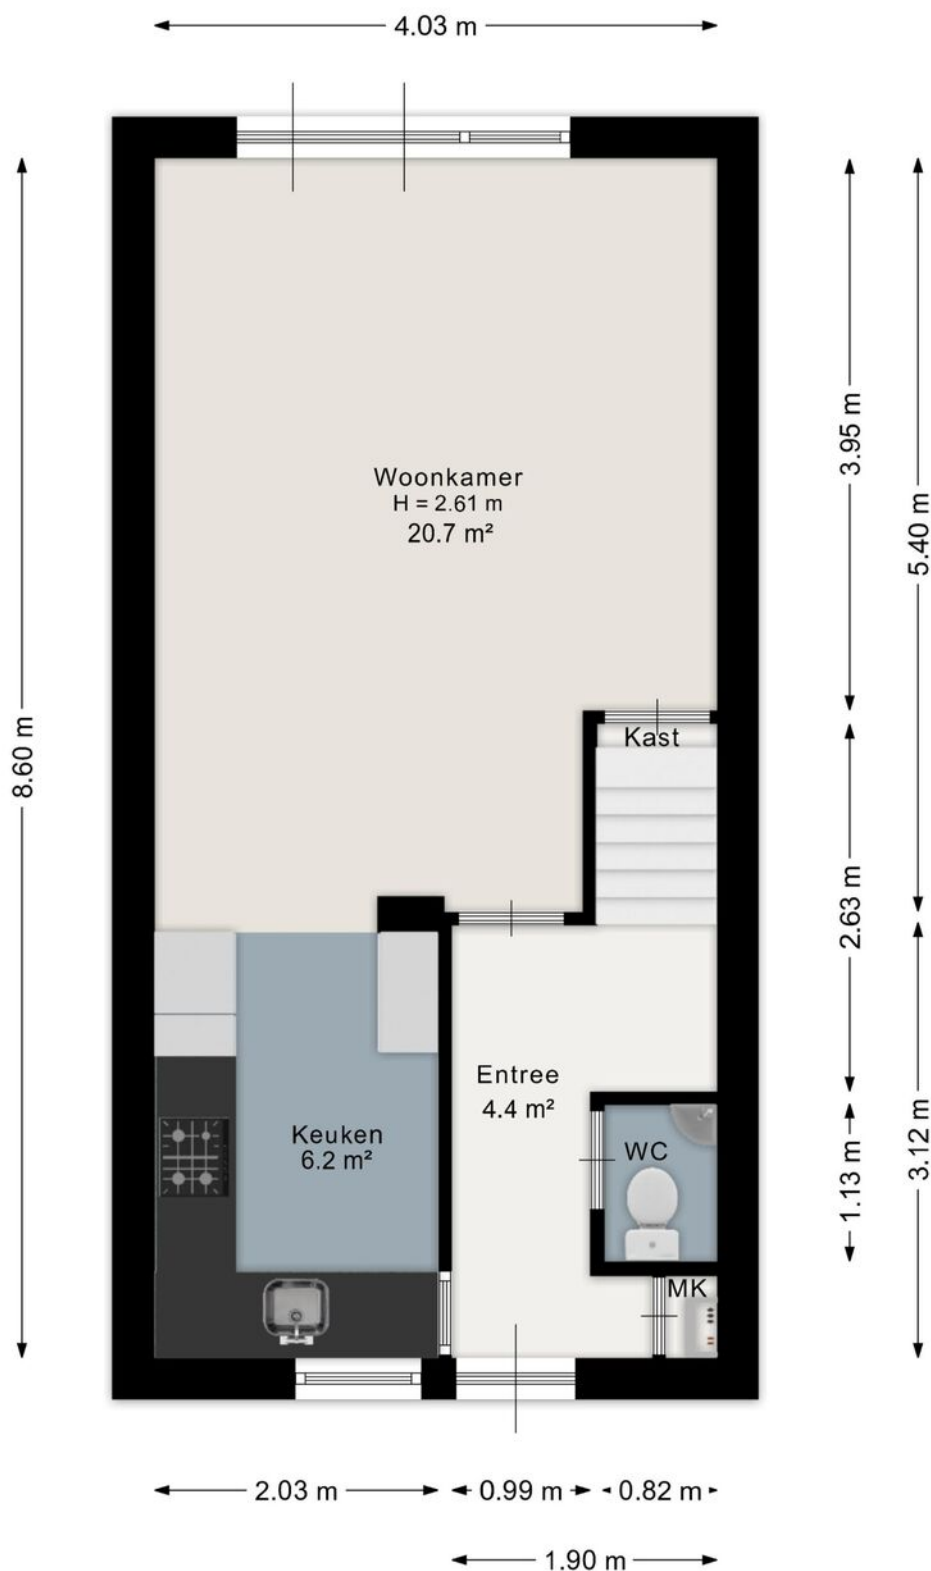 4.03 m
Woonkamer
H = 2.61 m
20.7 m²
3.95 m
5.40 m
8.60 m
Kast
2.63 m
Entree
4.4 m²
Keuken
6.2 m²
WC
1.13 m
3.12 m
MK
2.03 m
0.99 m
0.82 m
1.90 m